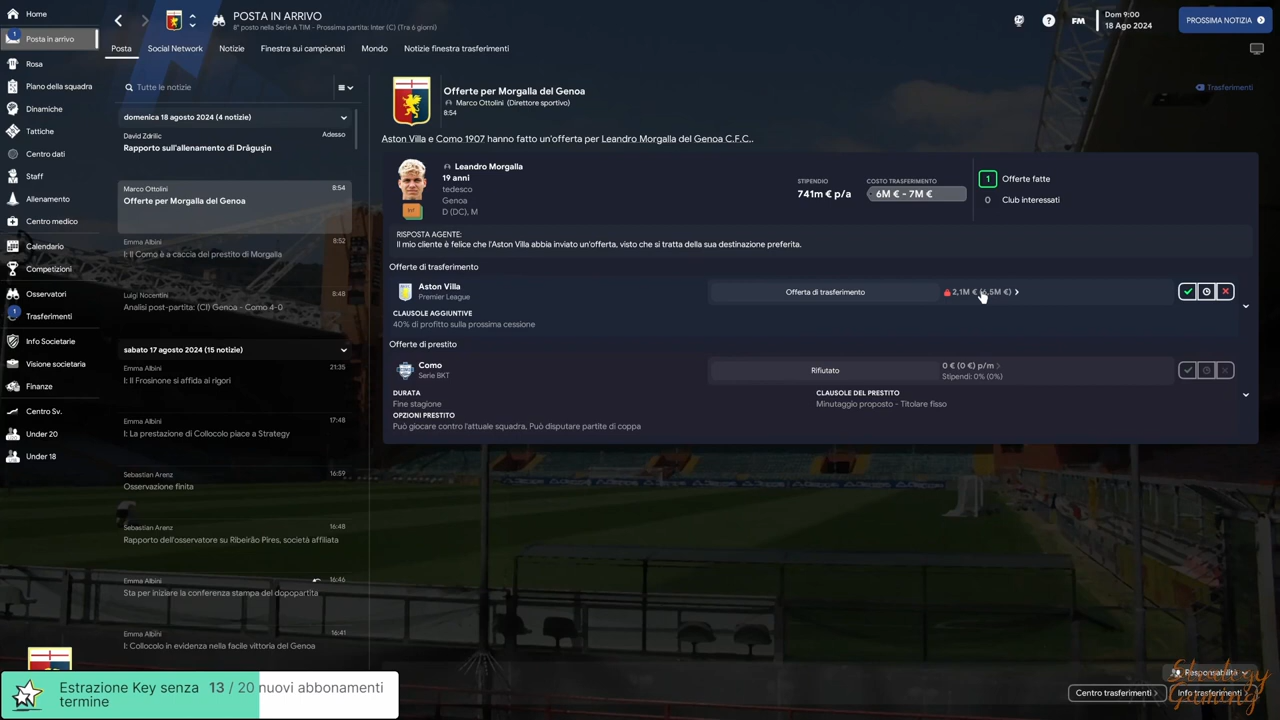 Home
Posta in arrivo
Rosa
Piano della squadra
Dinamiche
Tattiche
Centro dati
Staff
Allenamento
Centro medico
Calendario
Competizioni
Osservatori
Trasferimenti
Info Societarie
Visione societaria
Finanze
Centro Sv.
Under 20
Under 18
POSTA IN ARRIVO
8° posto nella Serie A TIM - Prossima partita: Inter (C) (Tra 6 giorni)
FM
Dom 9:00
18 Ago 2024
PROSSIMA NOTIZIA
Posta
Social Network
Notizie
Finestra sui campionati
Mondo
Notizie finestra trasferimenti
Tutte le notizie
domenica 18 agosto 2024 (4 notizie)
David Zdrilic Adesso
Rapporto sull'allenamento di Drăgușin
Marco Ottolini 8:54
Offerte per Morgalla del Genoa
Emma Albini 8:52
I: Il Como è a caccia del prestito di Morgalla
Luigi Nocentini 8:48
Analisi post-partita: (CI) Genoa - Como 4-0
sabato 17 agosto 2024 (15 notizie)
Emma Albini 21:35
I: Il Frosinone si affida ai rigori
Emma Albini 17:48
I: La prestazione di Collocolo piace a Strategy
Sebastian Arenz 16:59
Osservazione finita
Sebastian Arenz 16:48
Rapporto dell'osservatore su Ribeirão Pires, società affiliata
Emma Albini 16:46
Sta per iniziare la conferenza stampa del dopopartita
Emma Albini 16:41
I: Collocolo in evidenza nella facile vittoria del Genoa
Offerte per Morgalla del Genoa
Marco Ottolini (Direttore sportivo)
8:54
Trasferimenti
Aston Villa e Como 1907 hanno fatto un'offerta per Leandro Morgalla del Genoa C.F.C..
Leandro Morgalla
19 anni
tedesco
Genoa
D (DC), M
Inf
STIPENDIO
741m € p/a
COSTO TRASFERIMENTO
6M € - 7M €
1 Offerte fatte
0 Club interessati
RISPOSTA AGENTE:
Il mio cliente è felice che l'Aston Villa abbia inviato un'offerta, visto che si tratta della sua destinazione preferita.
Offerte di trasferimento
Aston Villa
Premier League
Offerta di trasferimento
2,1M € (6,5M €)
CLAUSOLE AGGIUNTIVE
40% di profitto sulla prossima cessione
Offerte di prestito
Como
Serie BKT
Rifiutato
0 € (0 €) p/m
Stipendi: 0% (0%)
DURATA
Fine stagione
CLAUSOLE DEL PRESTITO
Minutaggio proposto - Titolare fisso
OPZIONI PRESTITO
Può giocare contro l'attuale squadra, Può disputare partite di coppa
Responsabilità
Centro trasferimenti
Info trasferimenti
Strategy
Gaming
Estrazione Key senza termine
13 / 20 nuovi abbonamenti